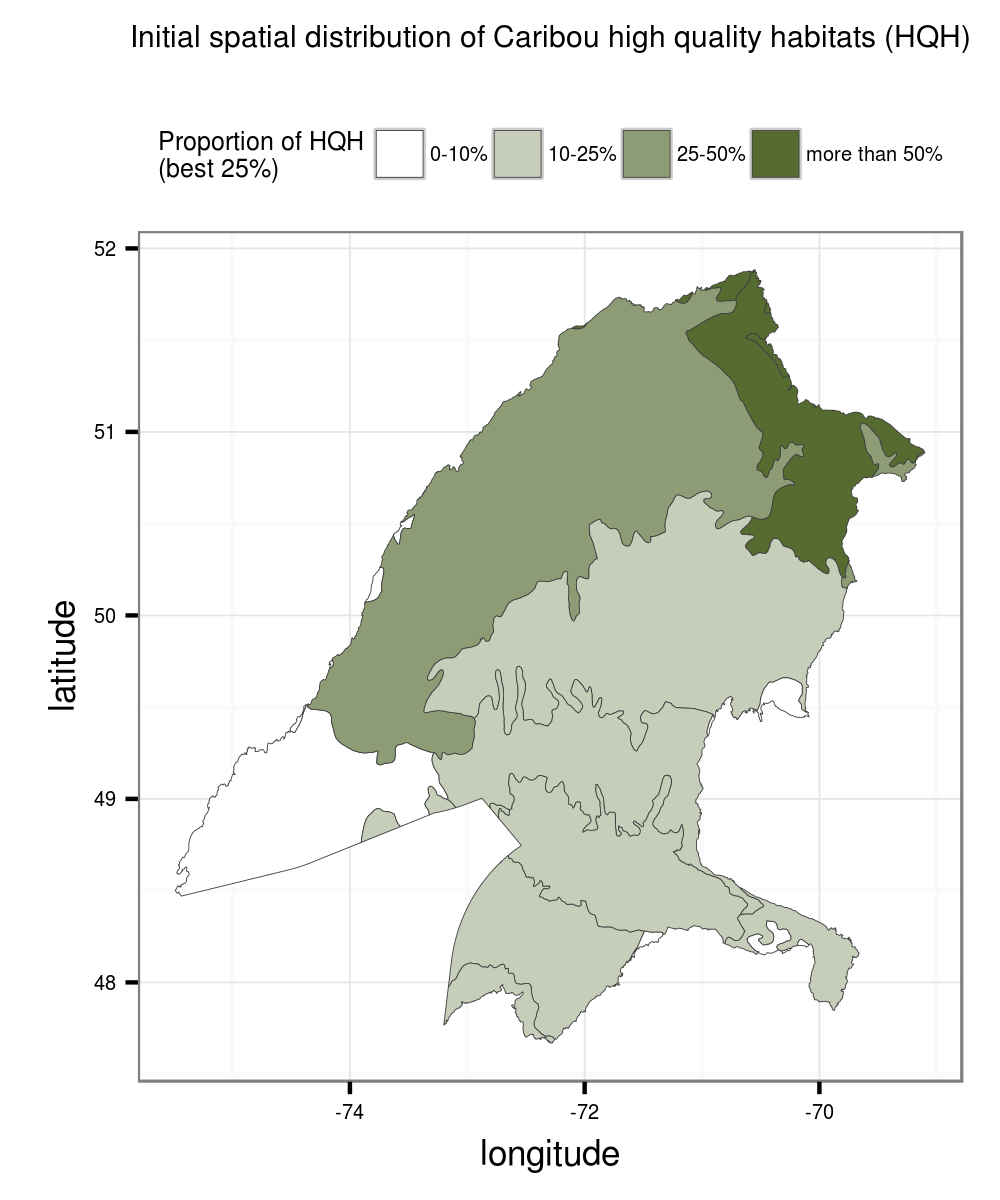 Initial spatial distribution of Caribou high quality habitats (HQH)
Proportion of HQH
(best 25%)
0-10%
10-25%
25-50%
more than 50%
52
51
50
49
48
latitude
-74
-72
-70
longitude